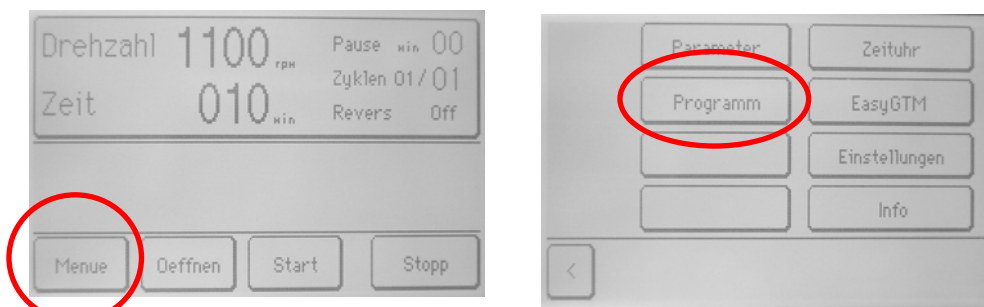 Drehzahl 1100 rpm Pause min 00
Zyklen 01/01
Zeit 010 min Revers Off
Menue Oeffnen Start Stopp
Parameter Zeituhr
Programm EasyGTM
Einstellungen
Info
<